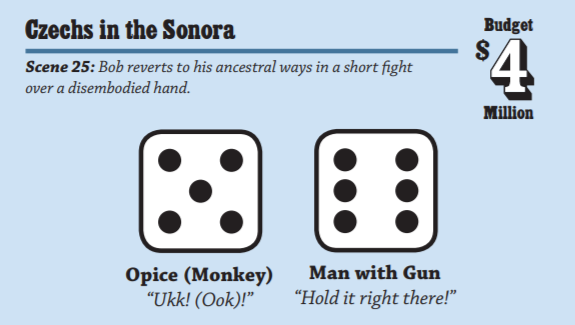 Czechs in the Sonora
Budget
$4
Million
Scene 25: Bob reverts to his ancestral ways in a short fight
over a disembodied hand.
Opice (Monkey)
“Ukk! (Ook)!”
Man with Gun
“Hold it right there!”